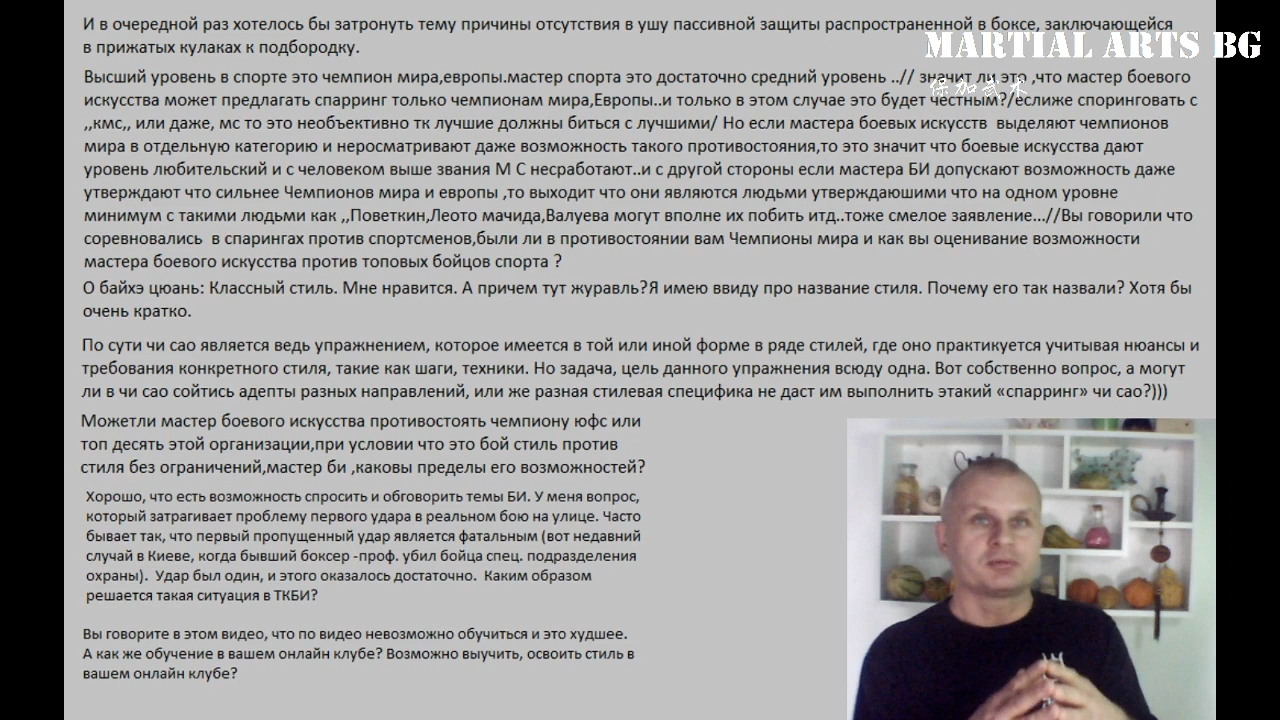 И в очередной раз хотелось бы затронуть тему причины отсутствия в ушу пассивной защиты распространенной в боксе, заключающейся
в прижатых кулаках к подбородку.
MARTIAL ARTS BG
保加武术
Высший уровень в спорте это чемпион мира,европы.мастер спорта это достаточно средний уровень ..// значит ли это ,что мастер боевого
искусства может предлагать спарринг только чемпионам мира,Европы..и только в этом случае это будет честным?/еслиже споринговать с
,,кмс,, или даже, мс то это необъективно тк лучшие должны биться с лучшими/ Но если мастера боевых искусств выделяют чемпионов
мира в отдельную категорию и неросматривают даже возможность такого противостояния,то это значит что боевые искусства дают
уровень любительский и с человеком выше звания М С несработают..и с другой стороны если мастера БИ допускают возможность даже
утверждают что сильнее Чемпионов мира и европы ,то выходит что они являются людьми утверждаюшими что на одном уровне
минимум с такими людьми как ,,Поветкин,Леото мачида,Валуева могут вполне их побить итд..тоже смелое заявление...//Вы говорили что
соревновались в спарингах против спортсменов,были ли в противостоянии вам Чемпионы мира и как вы оценивание возможности
мастера боевого искусства против топовых бойцов спорта ?
О байхэ цюань: Классный стиль. Мне нравится. А причем тут журавль?Я имею ввиду про название стиля. Почему его так назвали? Хотя бы
очень кратко.
По сути чи сао является ведь упражнением, которое имеется в той или иной форме в ряде стилей, где оно практикуется учитывая нюансы и
требования конкретного стиля, такие как шаги, техники. Но задача, цель данного упражнения всюду одна. Вот собственно вопрос, а могут
ли в чи сао сойтись адепты разных направлений, или же разная стилевая специфика не даст им выполнить этакий «спарринг» чи сао?)))
Можетли мастер боевого искусства противостоять чемпиону юфс или
топ десять этой организации,при условии что это бой стиль против
стиля без ограничений,мастер би ,каковы пределы его возможностей?
Хорошо, что есть возможность спросить и обговорить темы БИ. У меня вопрос,
который затрагивает проблему первого удара в реальном бою на улице. Часто
бывает так, что первый пропущенный удар является фатальным (вот недавний
случай в Киеве, когда бывший боксер -проф. убил бойца спец. подразделения
охраны). Удар был один, и этого оказалось достаточно. Каким образом
решается такая ситуация в ТКБИ?
Вы говорите в этом видео, что по видео невозможно обучиться и это худшее.
А как же обучение в вашем онлайн клубе? Возможно выучить, освоить стиль в
вашем онлайн клубе?